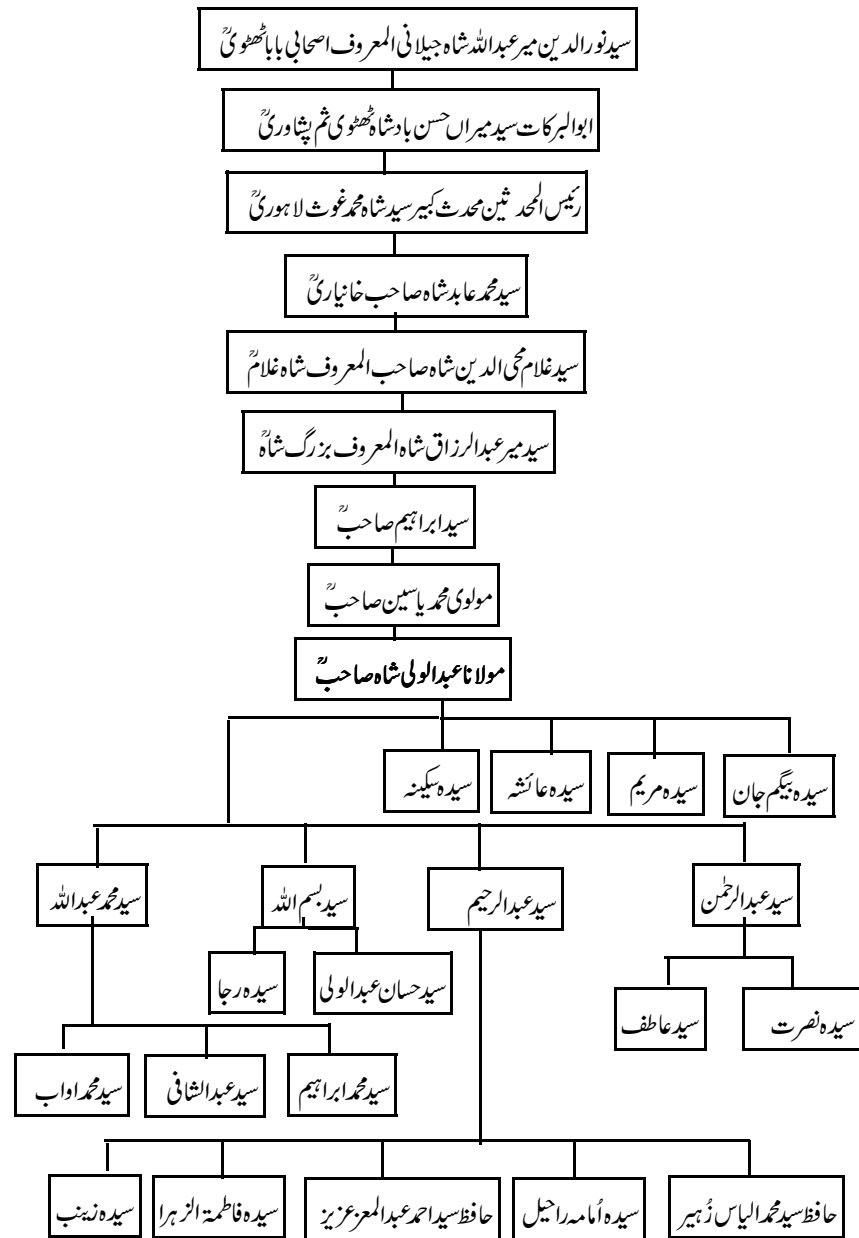 سید نورالدین میر عبداللہ شاہ جیلانی المعروف اصحابی بابا ٹھٹویؒ
ابوالبرکات سید میراں حسن بادشاہ ٹھٹوی ثم پشاوریؒ
رئیس المحدثین محدث کبیر سید شاہ محمد غوث لاہوریؒ
سید محمد عابد شاہ صاحب خانیاریؒ
سید غلام محی الدین شاہ صاحب المعروف شاہ غلامؒ
سید میر عبدالرزاق شاہ المعروف بزرگ شاہؒ
سید ابراہیم صاحبؒ
مولوی محمد یاسین صاحبؒ
مولانا عبدالولی شاہ صاحبؒ
سیدہ بیگم جان سیدہ مریم سیدہ عائشہ سیدہ سکینہ
سید عبدالرحمٰن سید عبدالرحیم سید بسم اللہ سید محمد عبداللہ
سید حسان عبدالولی سیدہ رجا
سیدہ نصرت سید عاطف
سید محمد ابراہیم سید عبدالشافی سید محمد اواب
حافظ سید محمد الیاس زُہیر سیدہ اُمامہ راحیل حافظ سید احمد عبدالمعز عزیز سیدہ فاطمۃ الزہرا سیدہ زینب